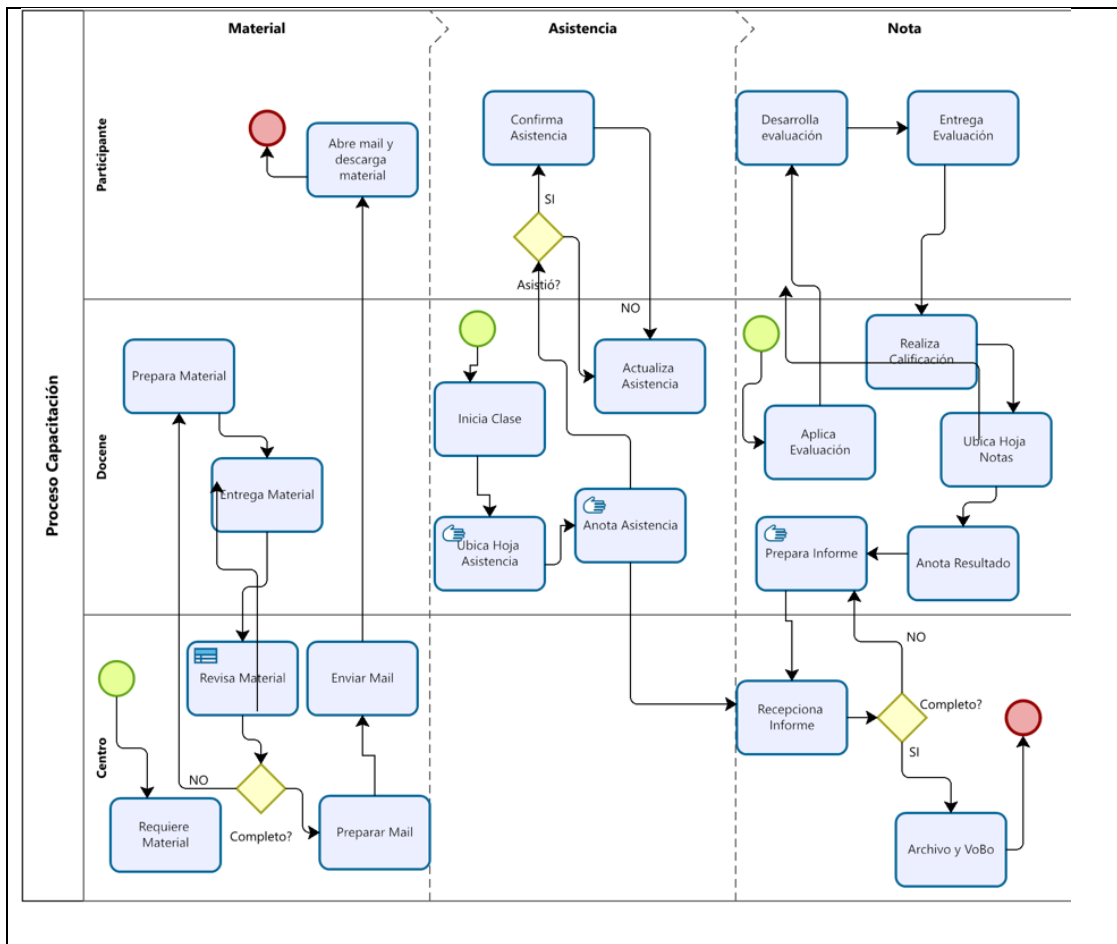 Material
Asistencia
Nota
Proceso Capacitación
Participante
Abre mail y
descarga
material
Confirma
Asistencia
SI
Asistió?
NO
Desarrolla
evaluación
Entrega
Evaluación
Docene
Prepara Material
Entrega Material
Inicia Clase
Ubica Hoja
Asistencia
Anota Asistencia
Actualiza
Asistencia
Aplica
Evaluación
Realiza
Calificación
Ubica Hoja
Notas
Prepara Informe
Anota Resultado
Centro
Requiere
Material
Revisa Material
NO
Completo?
Enviar Mail
Preparar Mail
Recepciona
Informe
NO
Completo?
SI
Archivo y VoBo